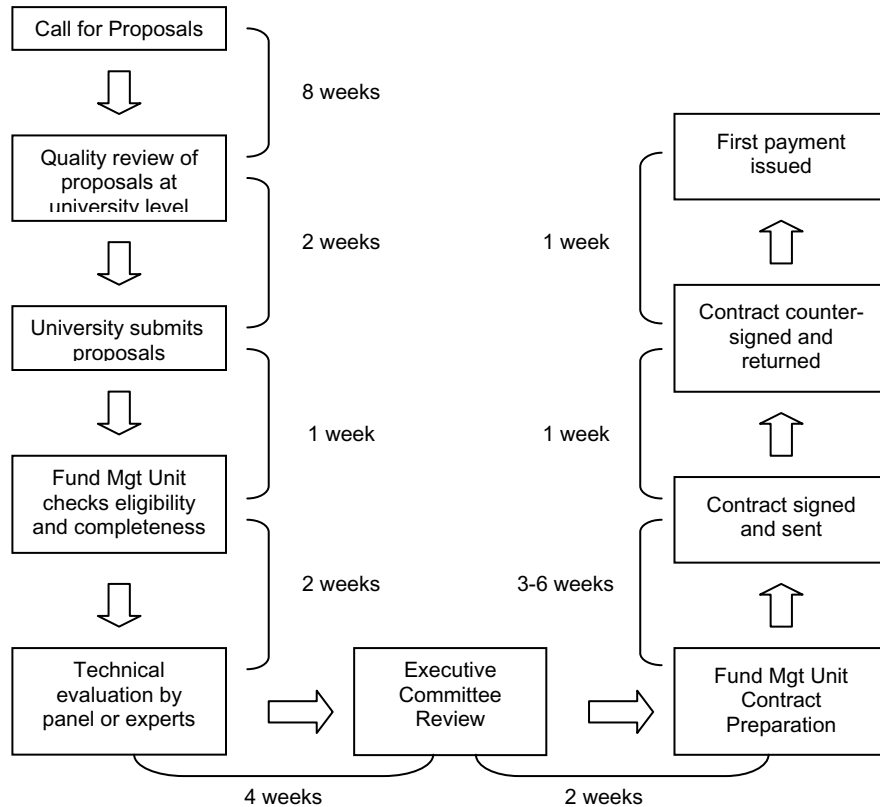 Call for Proposals
8 weeks
Quality review of
proposals at
university level
2 weeks
University submits
proposals
1 week
Fund Mgt Unit
checks eligibility
and completeness
2 weeks
Technical
evaluation by
panel or experts
4 weeks
Executive
Committee
Review
2 weeks
Fund Mgt Unit
Contract
Preparation
3-6 weeks
Contract signed
and sent
1 week
Contract counter-
signed and
returned
1 week
First payment
issued